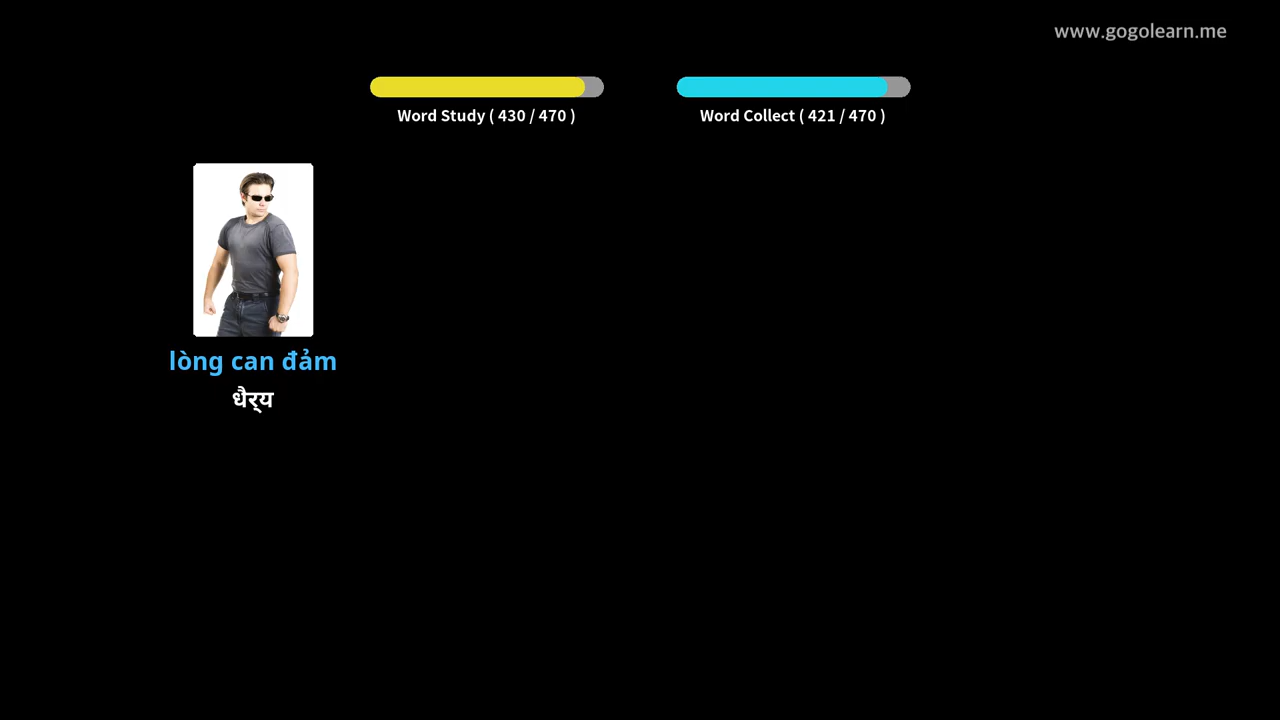 www.gogolearn.me
Word Study ( 430 / 470 )
Word Collect ( 421 / 470 )
lòng can đảm
धैर्य